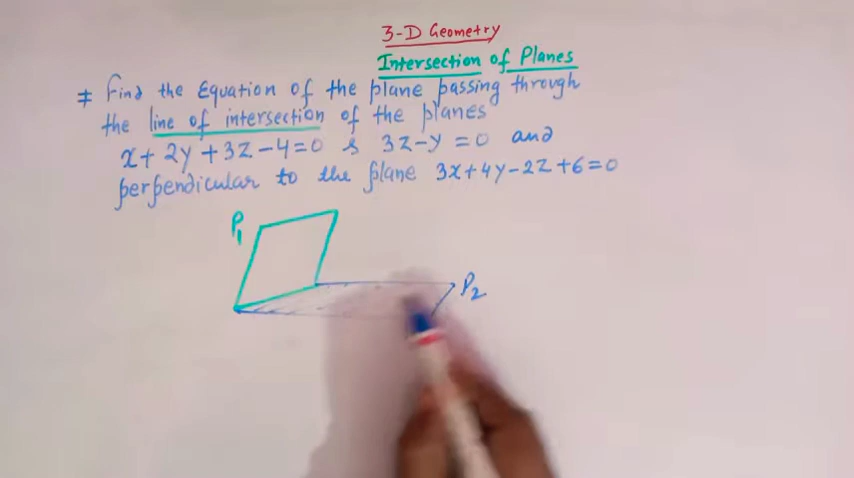 3-D Geometry
Intersection of Planes
# Find the Equation of the plane passing through
the line of intersection of the planes
x+2y+3z-4=0 & 3z-y=0 and
perpendicular to the plane 3x+4y-2z+6=0
P₁
P₂